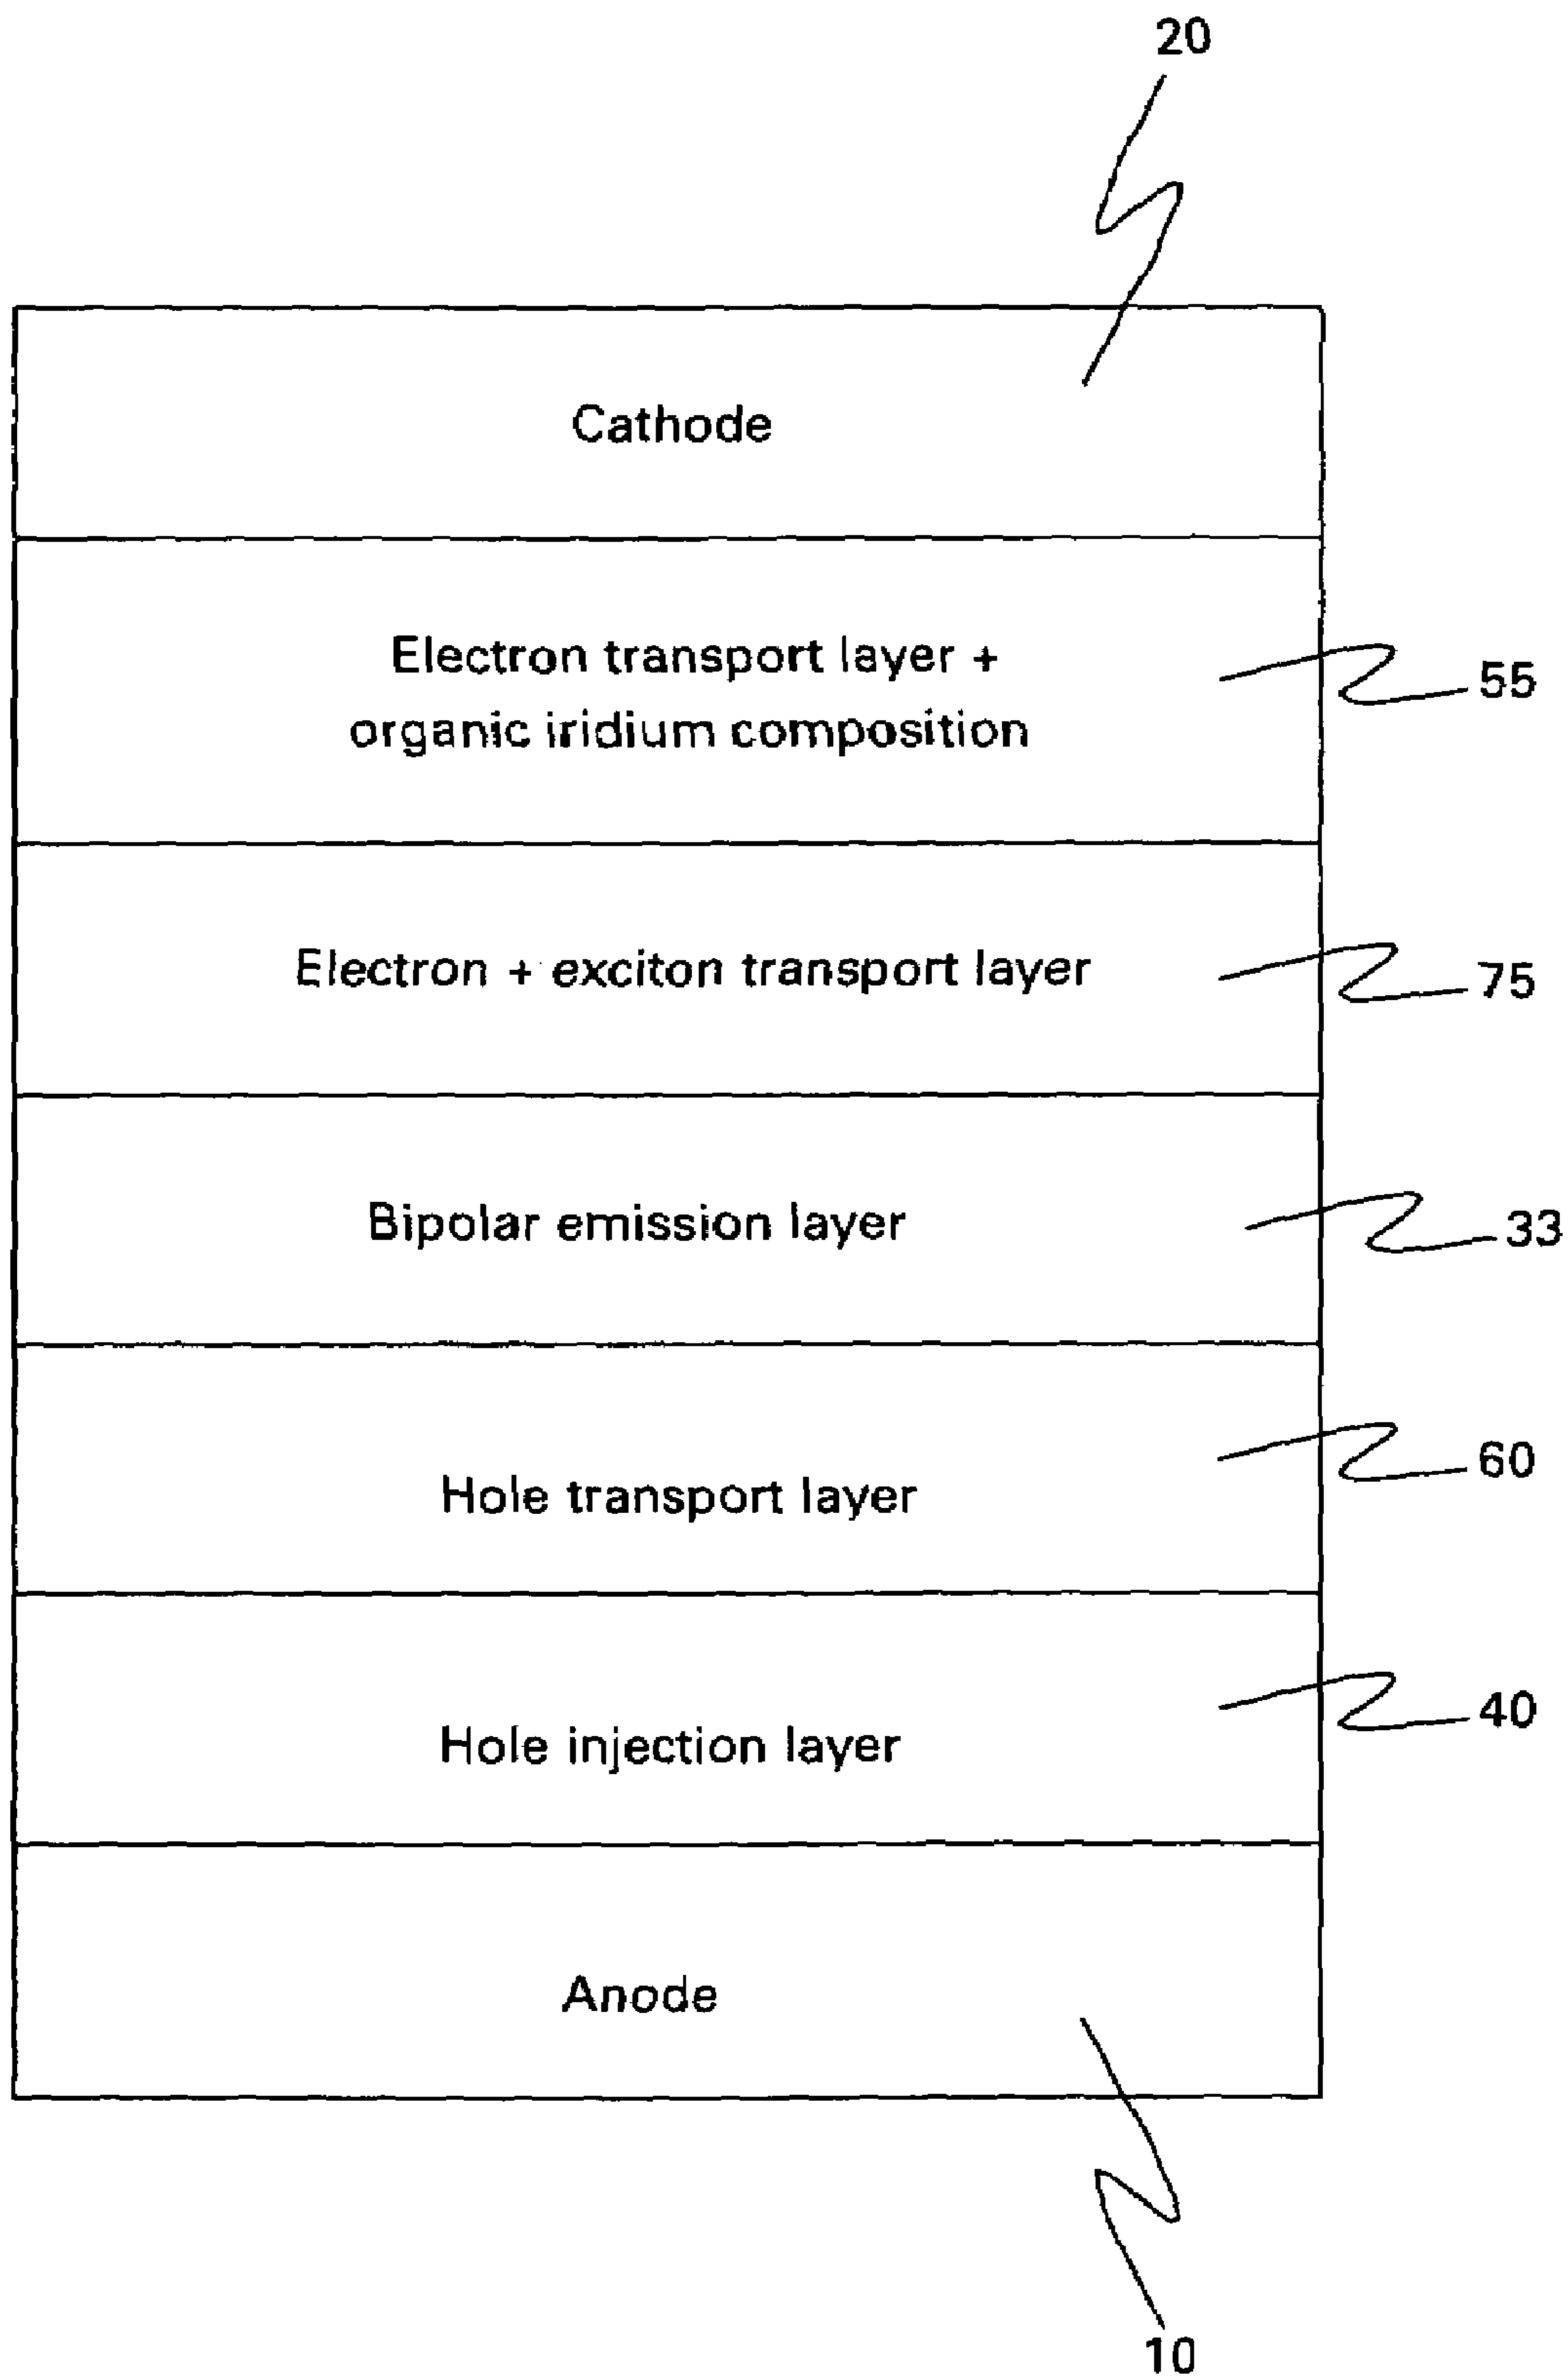 20
Cathode
Electron transport layer +
organic iridium composition
55
Electron + exciton transport layer
75
Bipolar emission layer
33
Hole transport layer
60
Hole injection layer
40
Anode
10